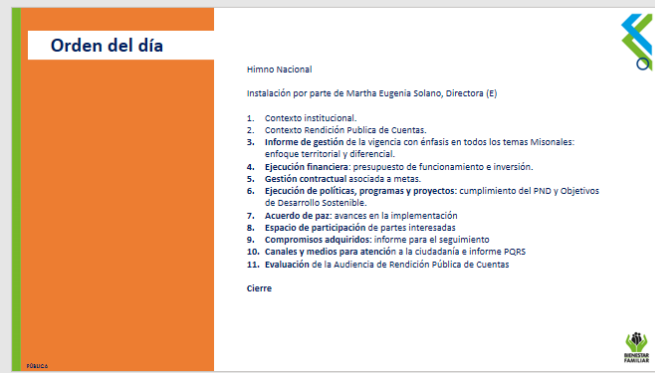 Orden del día
Himno Nacional
Instalación por parte de Martha Eugenia Solano, Directora (E)
1. Contexto institucional.
2. Contexto Rendición Publica de Cuentas.
3. Informe de gestión de la vigencia con énfasis en todos los temas Misonales:
enfoque territorial y diferencial.
4. Ejecución financiera: presupuesto de funcionamiento e inversión.
5. Gestión contractual asociada a metas.
6. Ejecución de políticas, programas y proyectos: cumplimiento del PND y Objetivos
de Desarrollo Sostenible.
7. Acuerdo de paz: avances en la implementación
8. Espacio de participación de partes interesadas
9. Compromisos adquiridos: informe para el seguimiento
10. Canales y medios para atención a la ciudadanía e informe PQRS
11. Evaluación de la Audiencia de Rendición Pública de Cuentas
Cierre
PÚBLICA
BIENESTAR
FAMILIAR